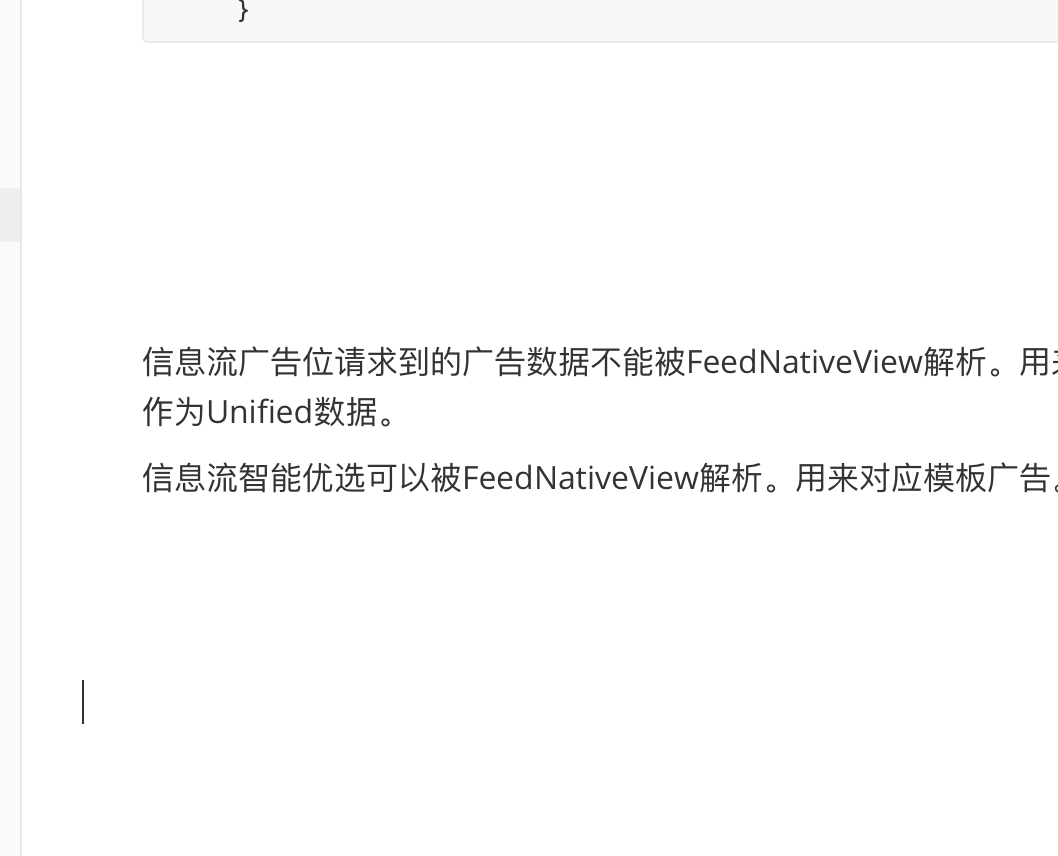 }
信息流广告位请求到的广告数据不能被FeedNativeView解析。用
作为Unified数据。
信息流智能优选可以被FeedNativeView解析。用来对应模板广告。